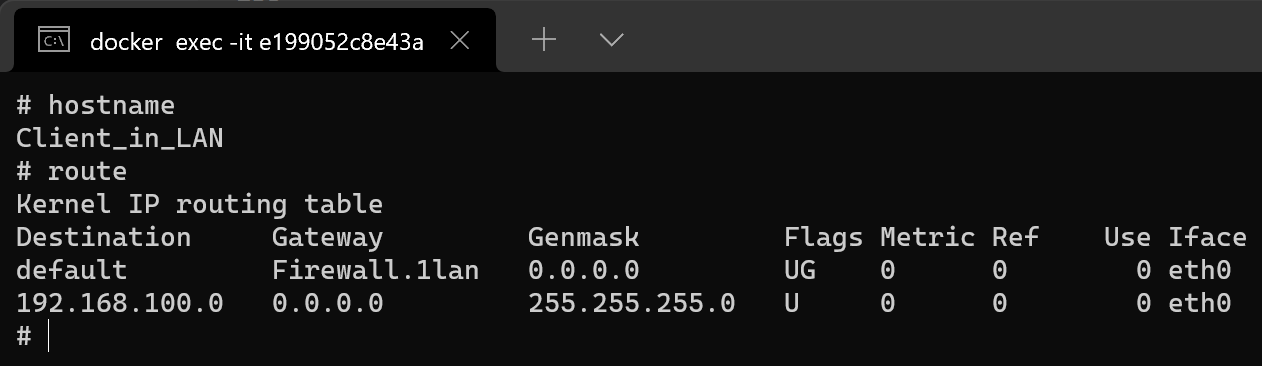 docker exec -it e199052c8e43a
# hostname
Client_in_LAN
# route
Kernel IP routing table
Destination     Gateway         Genmask         Flags Metric Ref    Use Iface
default         Firewall.1lan   0.0.0.0         UG    0      0        0 eth0
192.168.100.0   0.0.0.0         255.255.255.0   U     0      0        0 eth0
#